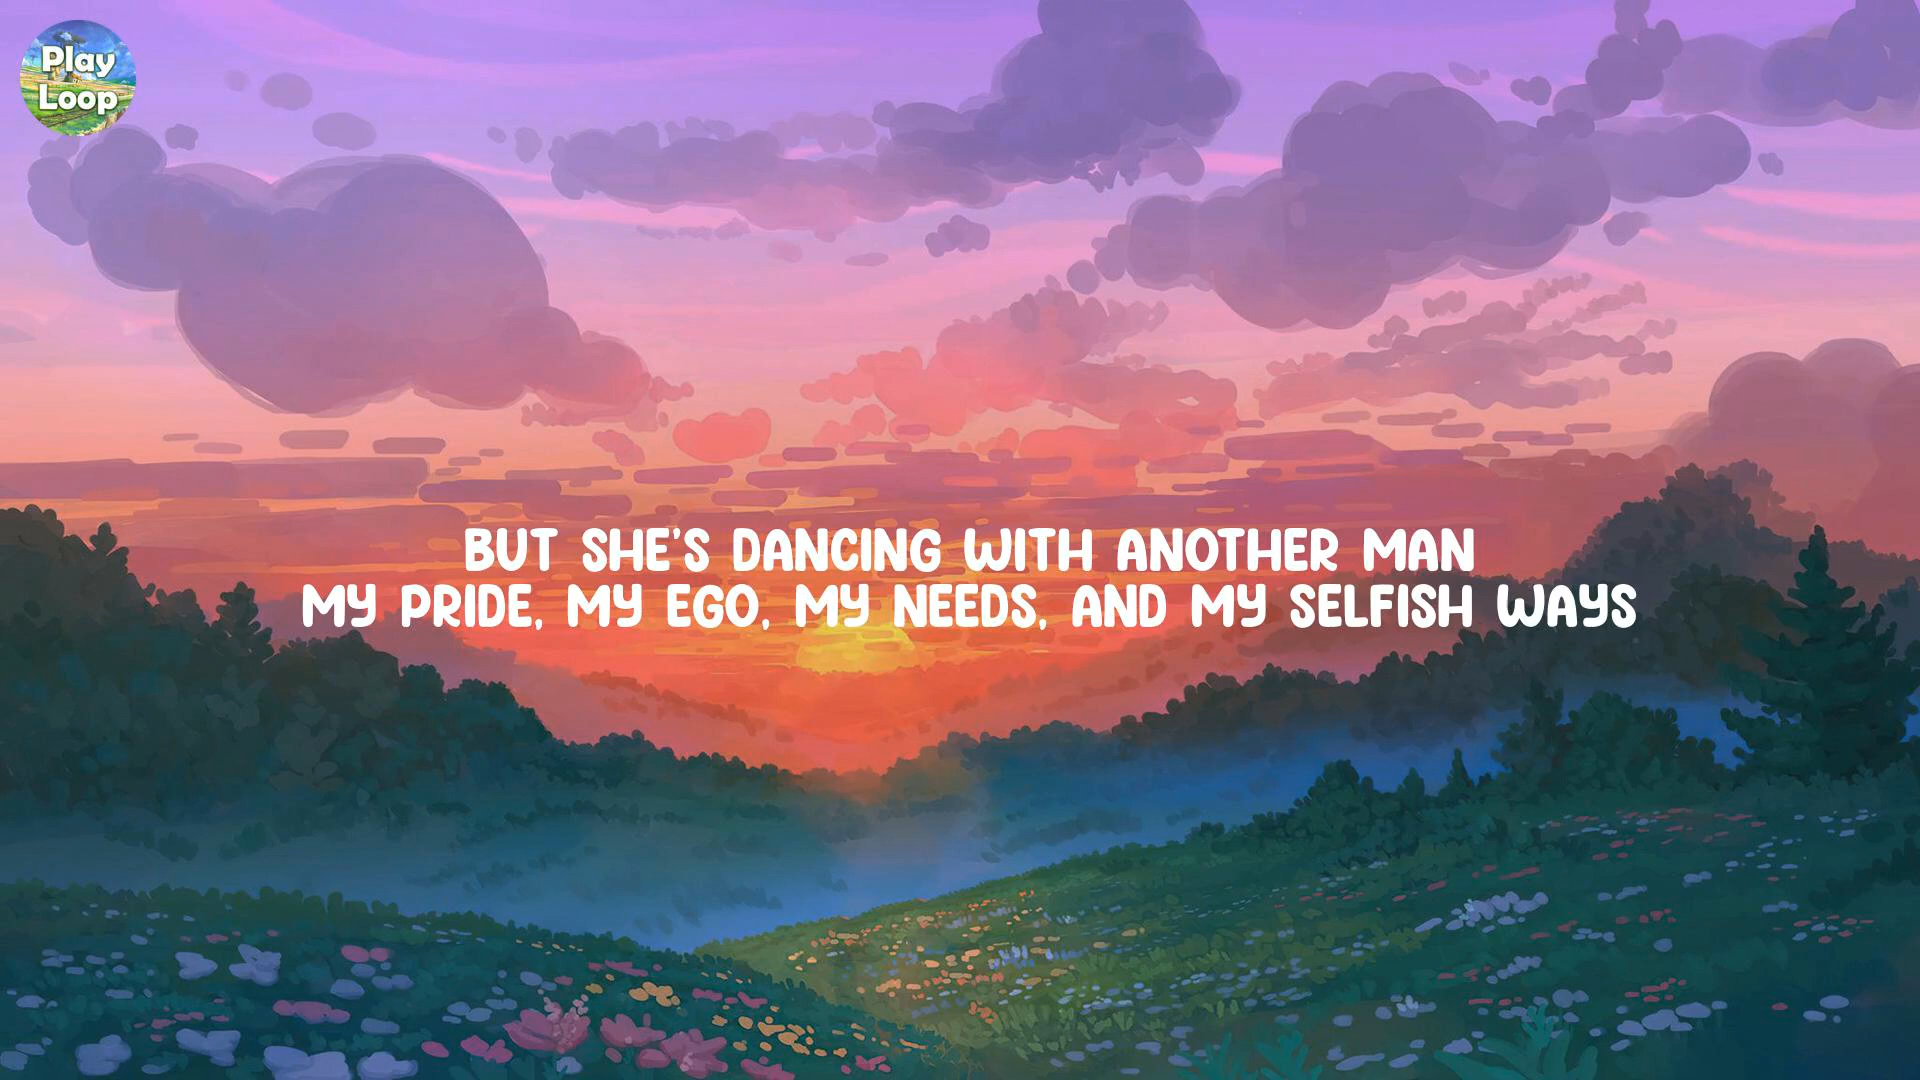 Play
Loop
BUT SHE'S DANCING WITH ANOTHER MAN
MY PRIDE, MY EGO, MY NEEDS, AND MY SELFISH WAYS